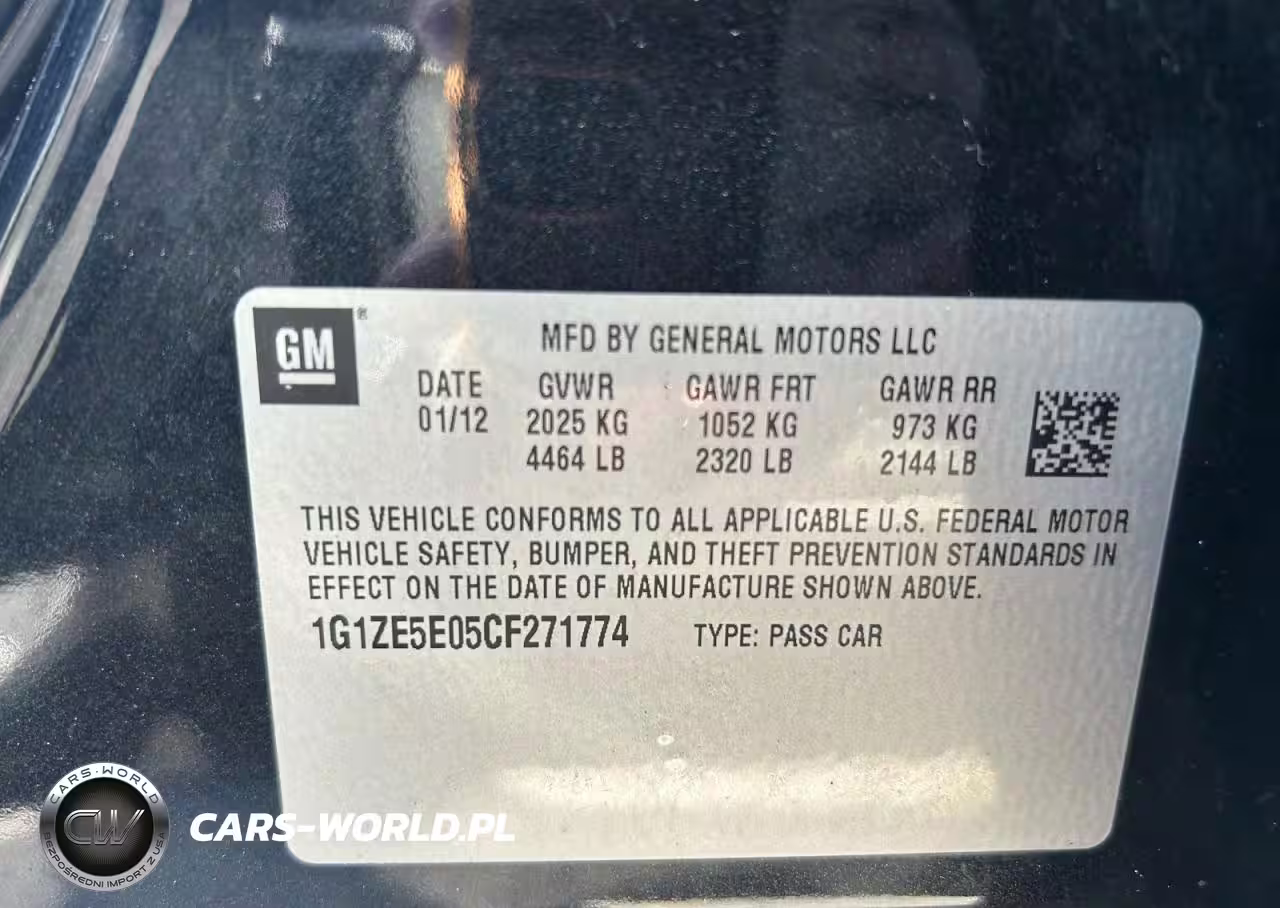 GM ®
MFD BY GENERAL MOTORS LLC
DATE GVWR GAWR FRT GAWR RR
01/12 2025 KG 1052 KG 973 KG
4464 LB 2320 LB 2144 LB
THIS VEHICLE CONFORMS TO ALL APPLICABLE U.S. FEDERAL MOTOR
VEHICLE SAFETY, BUMPER, AND THEFT PREVENTION STANDARDS IN
EFFECT ON THE DATE OF MANUFACTURE SHOWN ABOVE.
1G1ZE5E05CF271774 TYPE: PASS CAR
CARS-WORLD
CW
BEZPOŚREDNI IMPORT Z USA
CARS-WORLD.PL